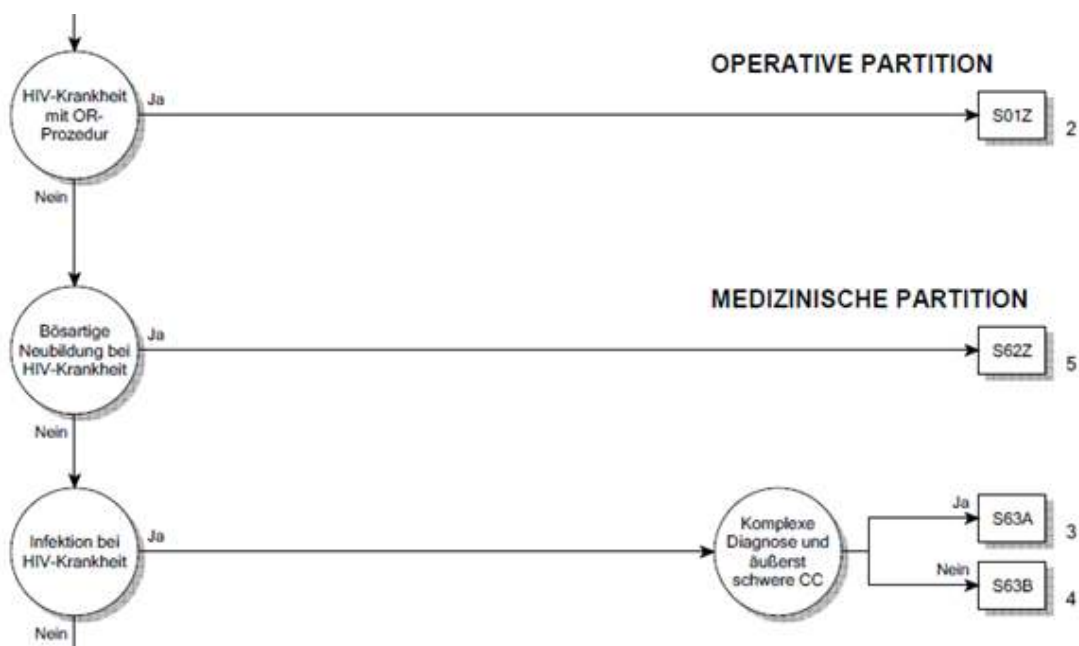 OPERATIVE PARTITION
HIV-Krankheit
mit OR-
Prozedur
Ja
S01Z
2
Nein
MEDIZINISCHE PARTITION
Bösartige
Neubildung bei
HIV-Krankheit
Ja
S62Z
5
Nein
Infektion bei
HIV-Krankheit
Ja
Komplexe
Diagnose und
äußerst
schwere CC
Ja
S63A
3
Nein
S63B
4
Nein